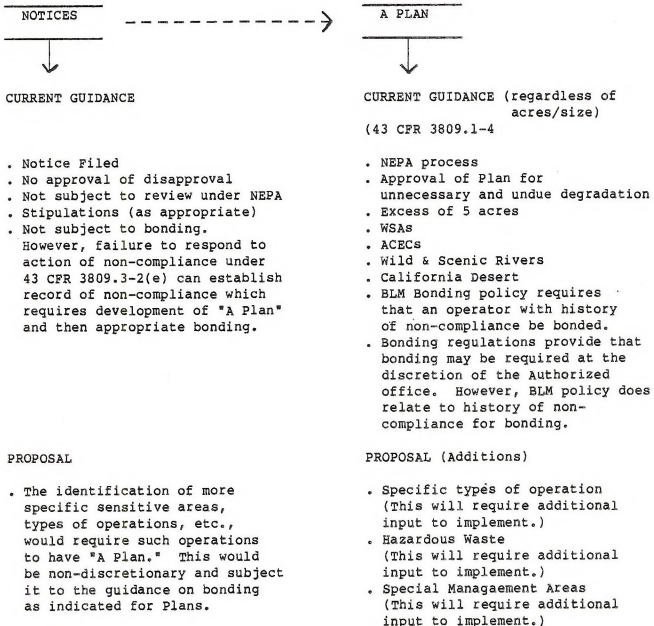 NOTICES
CURRENT GUIDANCE
. Notice Filed
. No approval of disapproval
. Not subject to review under NEPA
. Stipulations (as appropriate)
. Not subject to bonding.
However, failure to respond to
action of non-compliance under
43 CFR 3809.3-2(e) can establish
record of non-compliance which
requires development of "A Plan"
and then appropriate bonding.
PROPOSAL
. The identification of more
specific sensitive areas,
types of operations, etc.,
would require such operations
to have "A Plan." This would
be non-discretionary and subject
it to the guidance on bonding
as indicated for Plans.
A PLAN
CURRENT GUIDANCE (regardless of
acres/size)
(43 CFR 3809.1-4
. NEPA process
. Approval of Plan for
unnecessary and undue degradation
. Excess of 5 acres
. WSAs
. ACECs
. Wild & Scenic Rivers
. California Desert
. BLM Bonding policy requires
that an operator with history
of non-compliance be bonded.
. Bonding regulations provide that
bonding may be required at the
discretion of the Authorized
office. However, BLM policy does
relate to history of non-
compliance for bonding.
PROPOSAL (Additions)
. Specific types of operation
(This will require additional
input to implement.)
. Hazardous Waste
(This will require additional
input to implement.)
. Special Managaement Areas
(This will require additional
input to implement.)